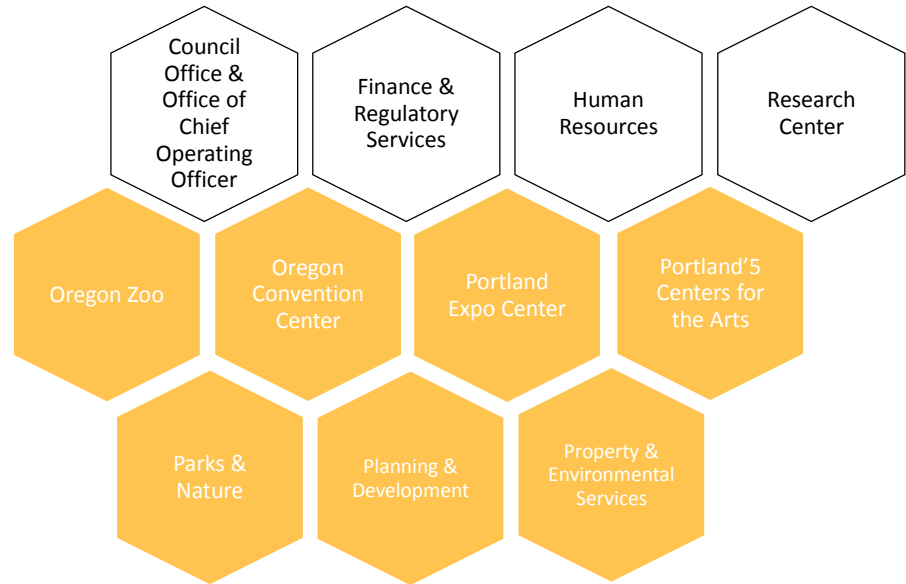 Council
Office &
Office of
Chief
Operating
Officer
Finance &
Regulatory
Services
Human
Resources
Research
Center
Oregon Zoo
Oregon
Convention
Center
Portland
Expo Center
Portland’5
Centers for
the Arts
Parks &
Nature
Planning &
Development
Property &
Environmental
Services